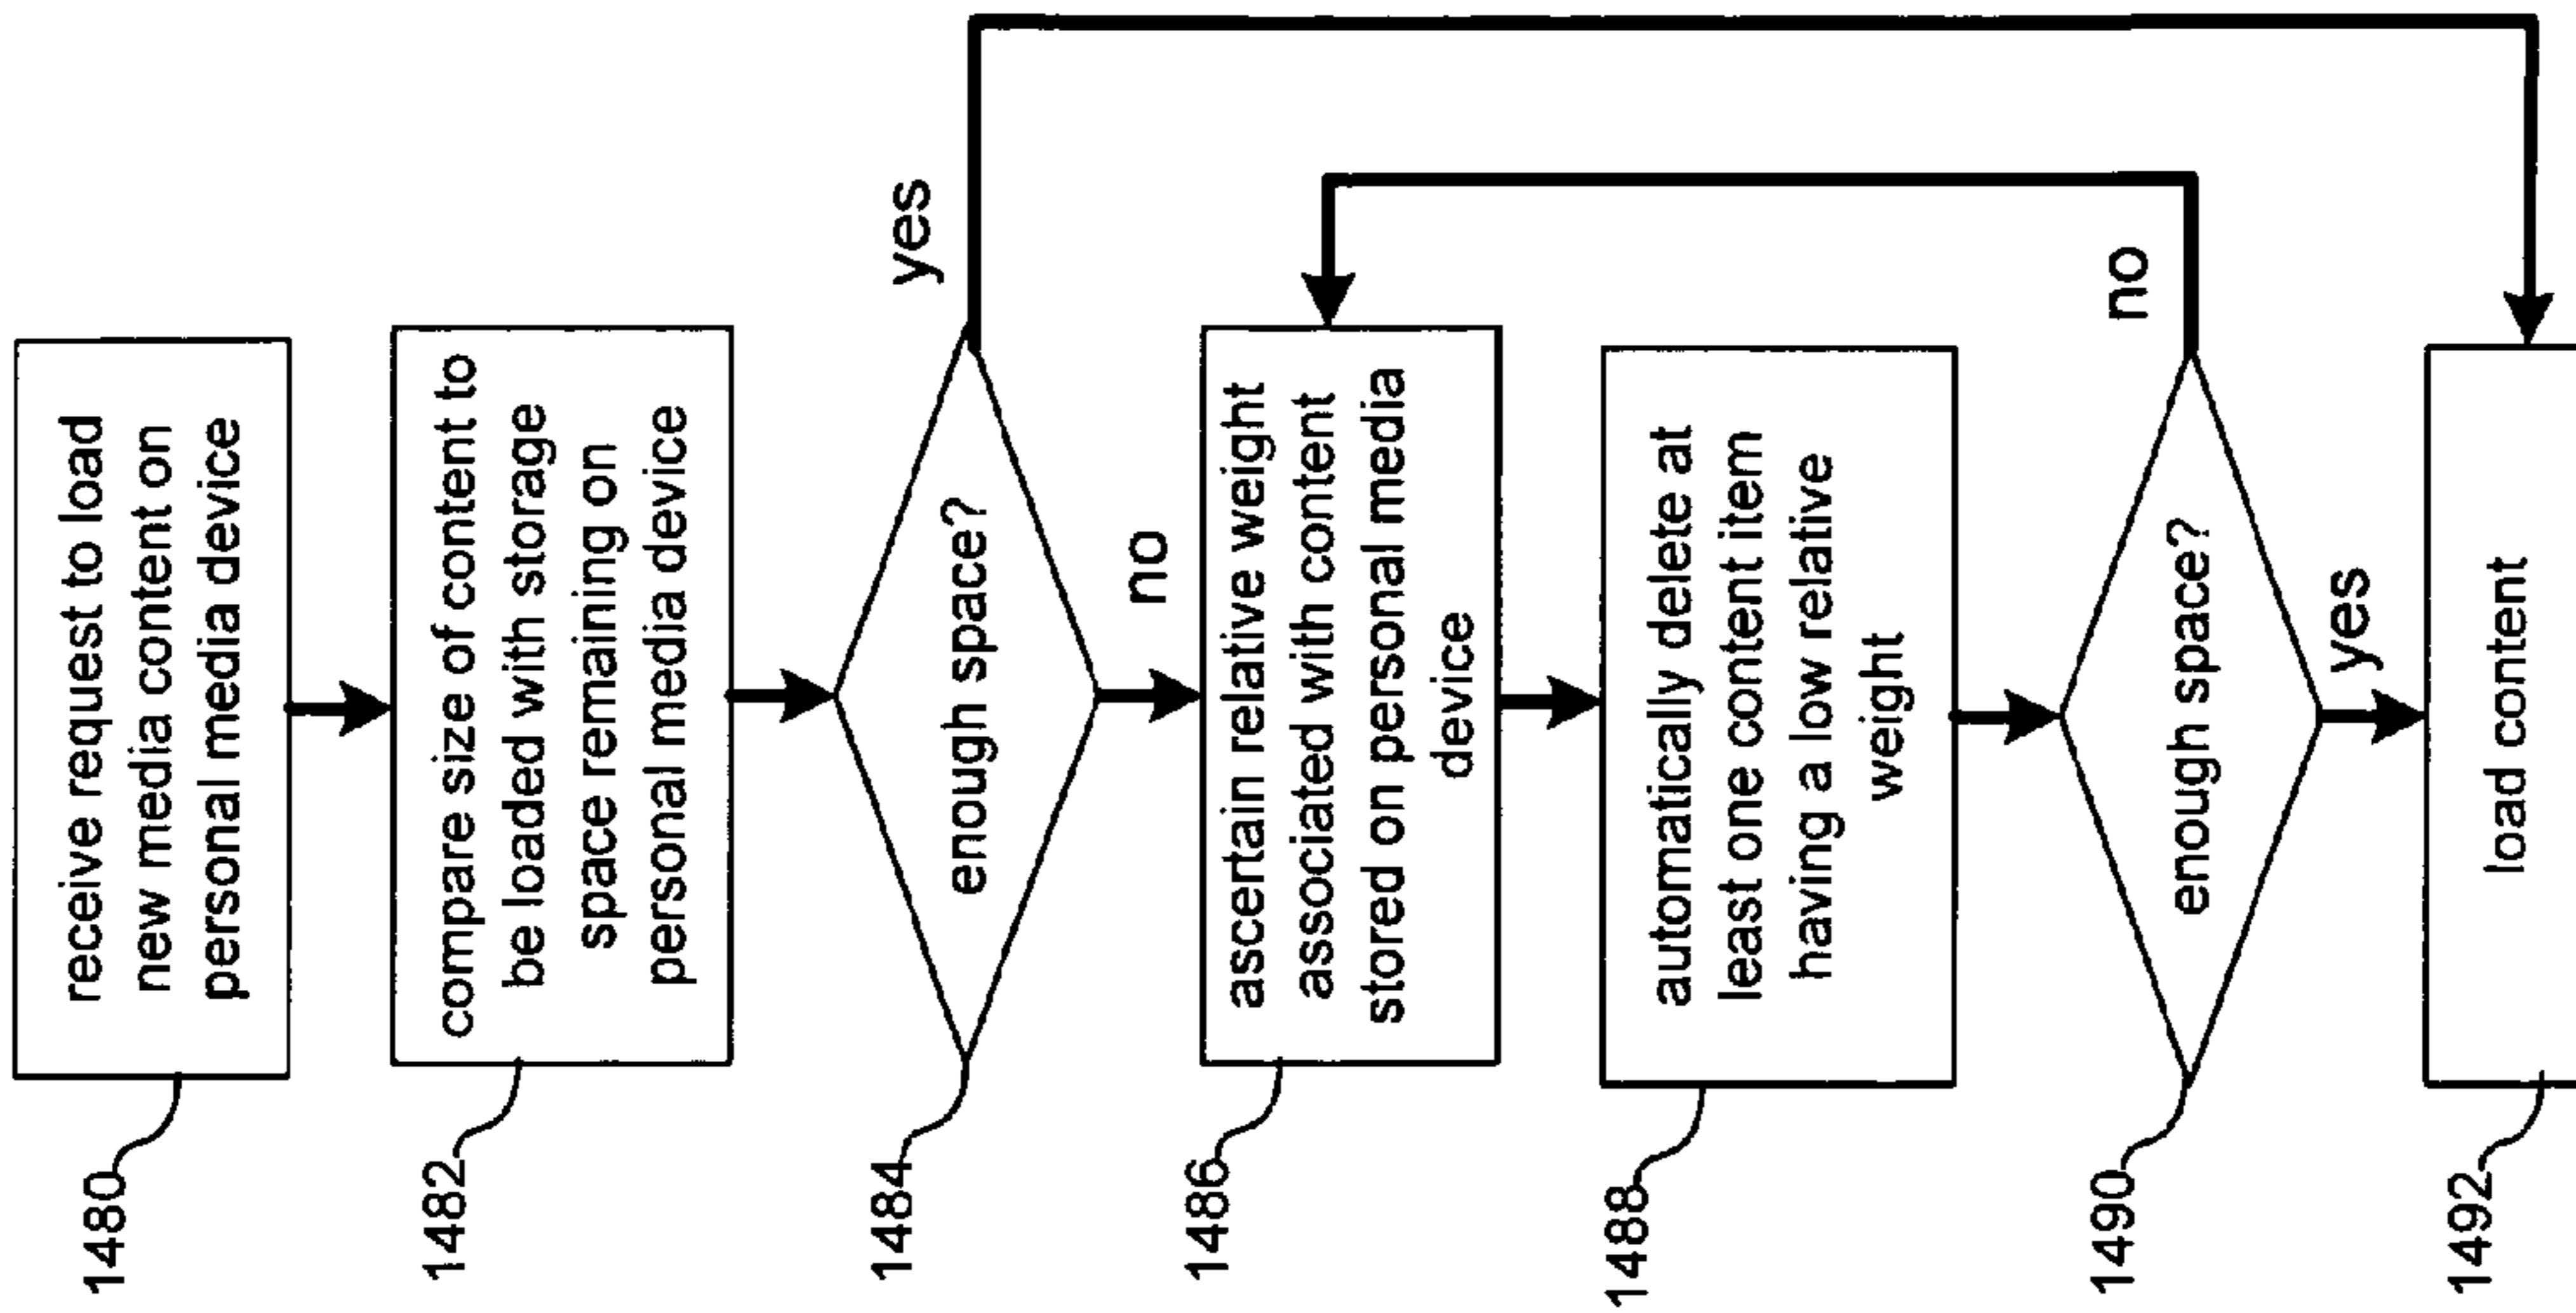 1480
receive request to load
new media content on
personal media device
1482
compare size of content to
be loaded with storage
space remaining on
personal media device
1484
enough space?
yes
no
1486
ascertain relative weight
associated with content
stored on personal media
device
1488
automatically delete at
least one content item
having a low relative
weight
1490
enough space?
no
yes
1492
load content